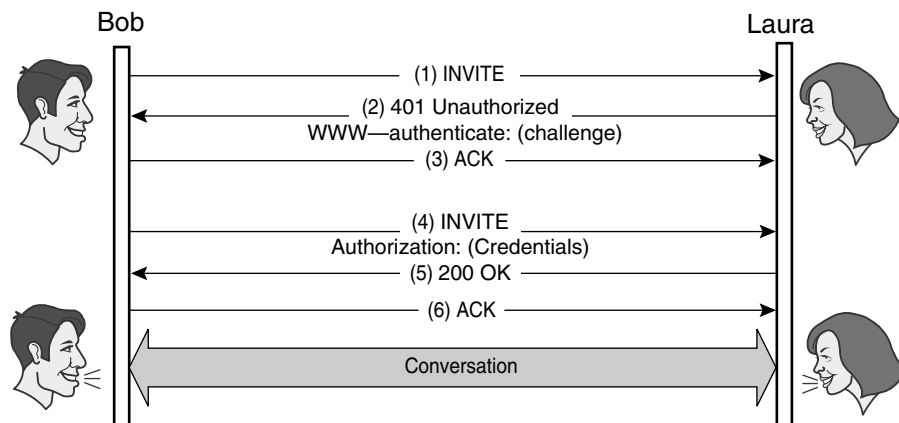 Bob
Laura
(1) INVITE
(2) 401 Unauthorized
WWW—authenticate: (challenge)
(3) ACK
(4) INVITE
Authorization: (Credentials)
(5) 200 OK
(6) ACK
Conversation